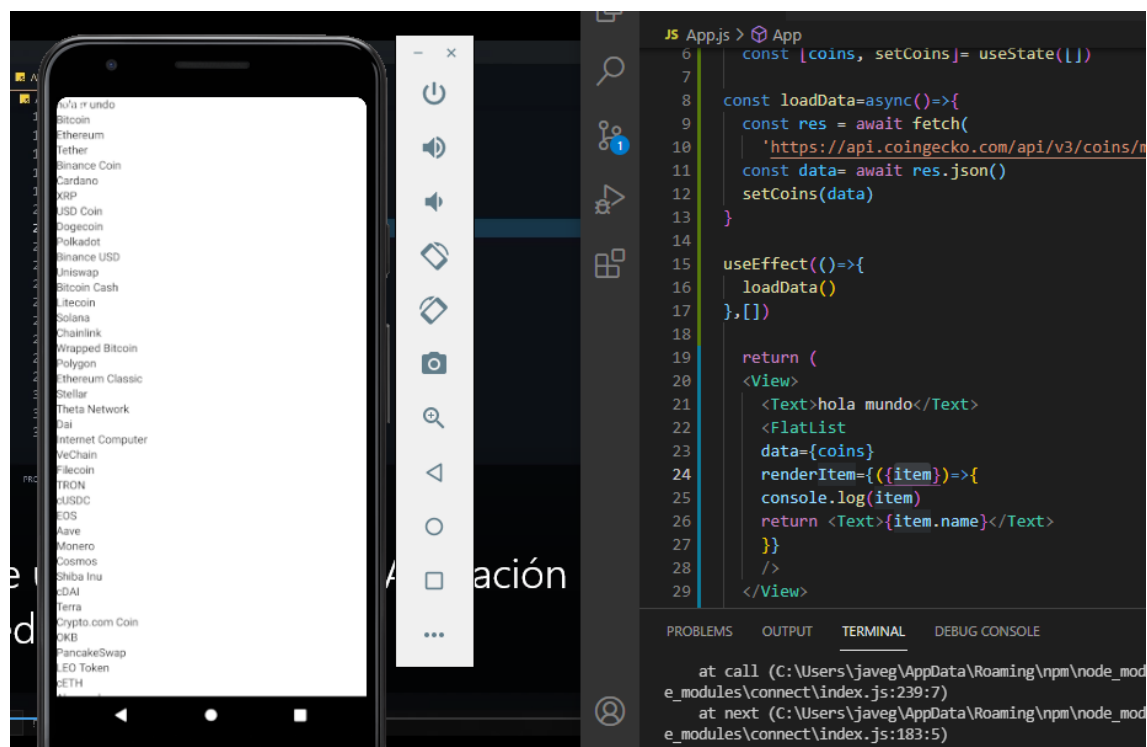 hola mundo
Bitcoin
Ethereum
Tether
Binance Coin
Cardano
XRP
USD Coin
Dogecoin
Polkadot
Binance USD
Uniswap
Bitcoin Cash
Litecoin
Solana
Chainlink
Wrapped Bitcoin
Polygon
Ethereum Classic
Stellar
Theta Network
Dai
Internet Computer
VeChain
Filecoin
TRON
cUSDC
EOS
Aave
Monero
Cosmos
Shiba Inu
cDAI
Terra
Crypto.com Coin
OKB
PancakeSwap
LEO Token
cETH
ación
1
JS App.js > App
6 const [coins, setCoins]= useState([])
7
8 const loadData=async()=>{
9 const res = await fetch(
10 'https://api.coingecko.com/api/v3/coins/m
11 const data= await res.json()
12 setCoins(data)
13 }
14
15 useEffect(()=>{
16 loadData()
17 },[])
18
19 return (
20 <View>
21 <Text>hola mundo</Text>
22 <FlatList
23 data={coins}
24 renderItem={({item})=>{
25 console.log(item)
26 return <Text>{item.name}</Text>
27 }}
28 />
29 </View>
PROBLEMS OUTPUT TERMINAL DEBUG CONSOLE
at call (C:\Users\javeg\AppData\Roaming\npm\node_mod
e_modules\connect\index.js:239:7)
at next (C:\Users\javeg\AppData\Roaming\npm\node_mod
e_modules\connect\index.js:183:5)